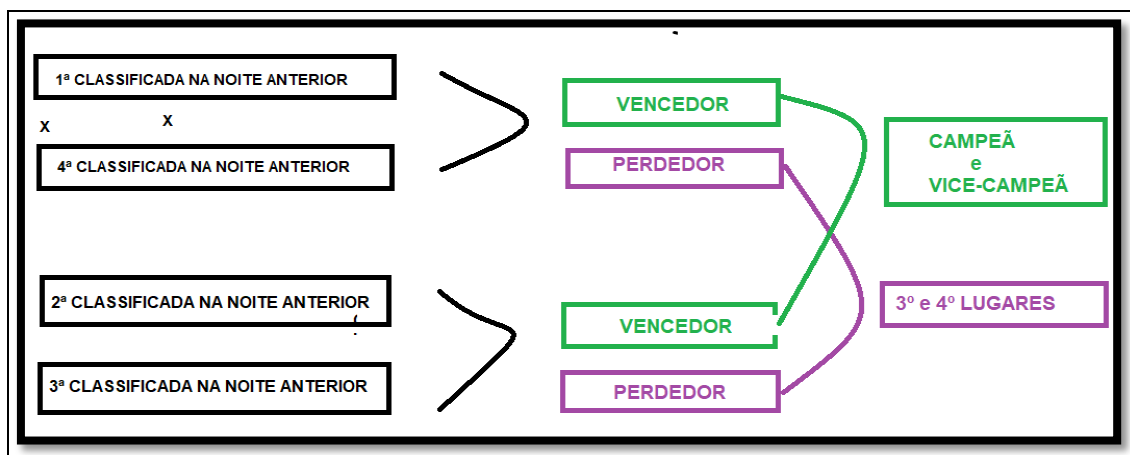 1ª CLASSIFICADA NA NOITE ANTERIOR
X X
4ª CLASSIFICADA NA NOITE ANTERIOR
2ª CLASSIFICADA NA NOITE ANTERIOR
3ª CLASSIFICADA NA NOITE ANTERIOR
VENCEDOR
PERDEDOR
VENCEDOR
PERDEDOR
CAMPEÃ
e
VICE-CAMPEÃ
3º e 4º LUGARES